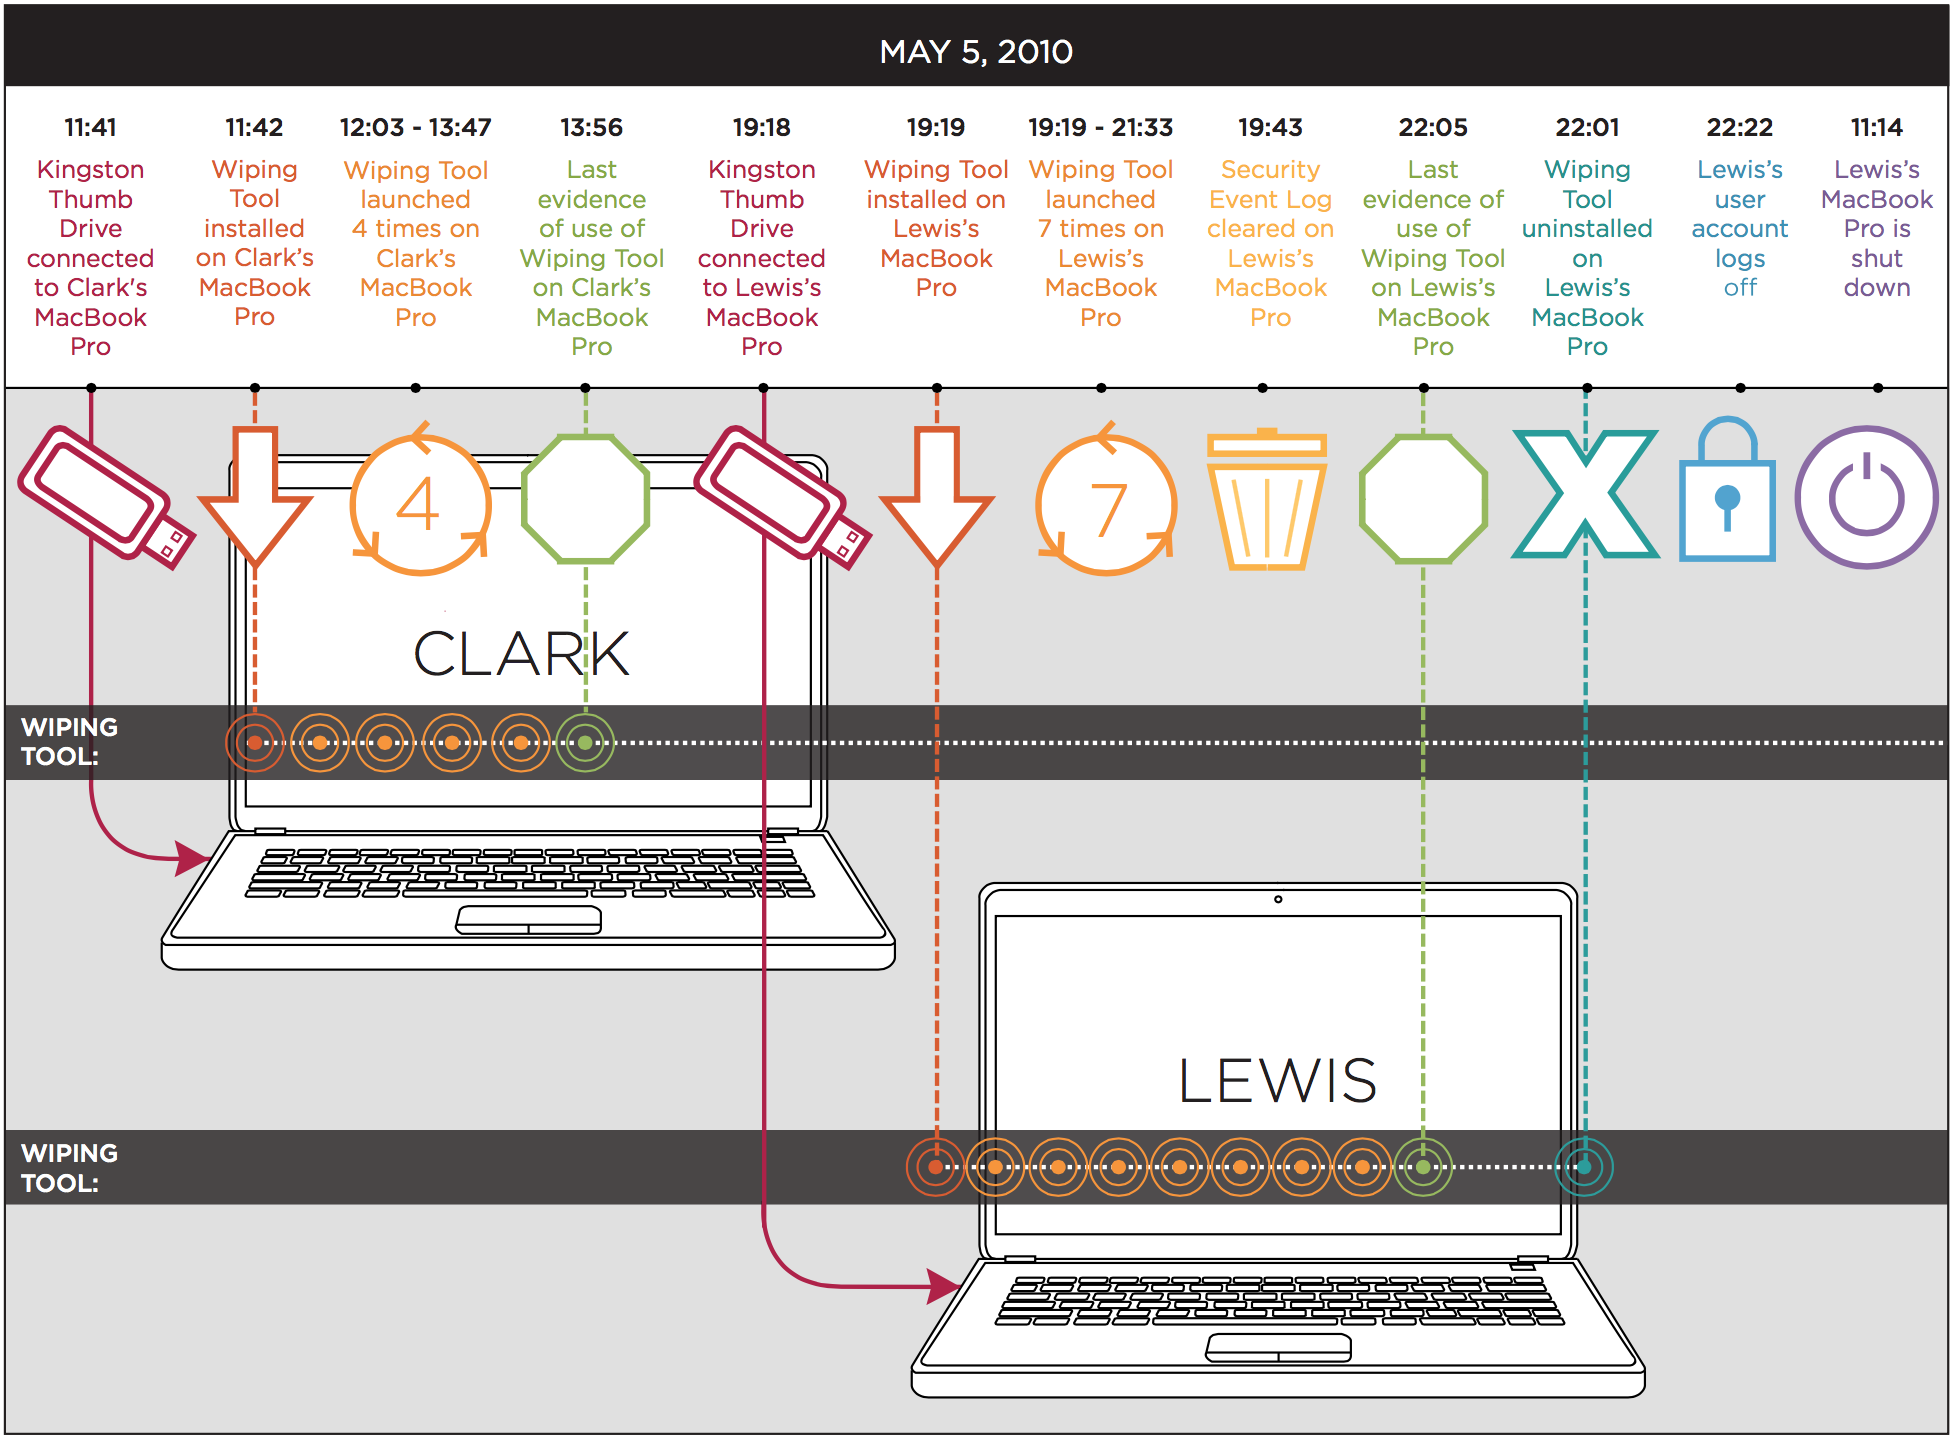 MAY 5, 2010
11:41
Kingston
Thumb
Drive
connected
to Clark's
MacBook
Pro
11:42
Wiping
Tool
installed
on Clark’s
MacBook
Pro
12:03 - 13:47
Wiping Tool
launched
4 times on
Clark’s
MacBook
Pro
13:56
Last
evidence
of use of
Wiping Tool
on Clark’s
MacBook
Pro
19:18
Kingston
Thumb
Drive
connected
to Lewis’s
MacBook
Pro
19:19
Wiping Tool
installed on
Lewis’s
MacBook
Pro
19:19 - 21:33
Wiping Tool
launched
7 times on
Lewis’s
MacBook
Pro
19:43
Security
Event Log
cleared on
Lewis’s
MacBook
Pro
22:05
Last
evidence of
use of
Wiping Tool
on Lewis’s
MacBook
Pro
22:01
Wiping
Tool
uninstalled
on
Lewis’s
MacBook
Pro
22:22
Lewis’s
user
account
logs
off
11:14
Lewis’s
MacBook
Pro is
shut
down
4
7
X
CLARK
WIPING
TOOL:
LEWIS
WIPING
TOOL: